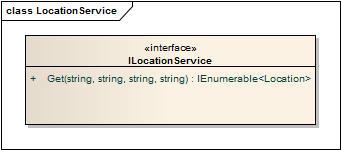 class LocationService
«interface»
ILocationService
+ Get(string, string, string, string) : IEnumerable<Location>